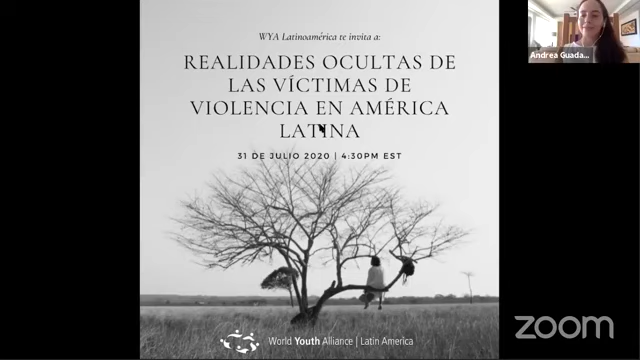 WYA Latinoamérica te invita a:
REALIDADES OCULTAS DE
LAS VÍCTIMAS DE
VIOLENCIA EN AMÉRICA
LATINA
31 DE JULIO 2020 | 4:30PM EST
World Youth Alliance | Latin America
Andrea Guada...
zoom